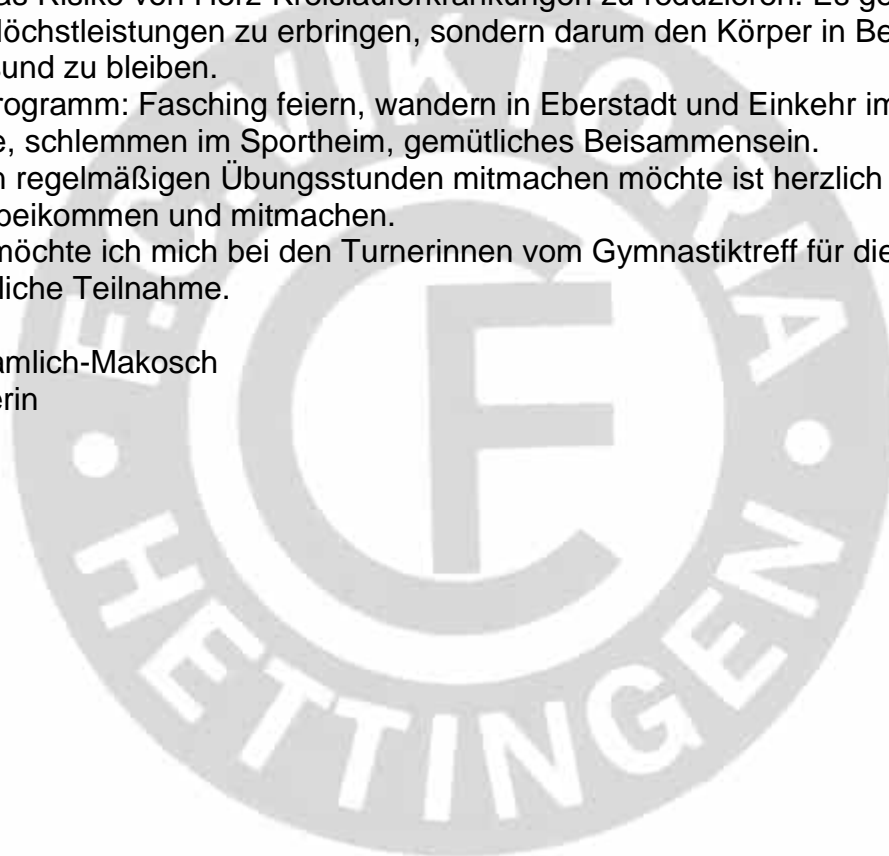 as Risiko von Herz-Kreislauferkrankungen zu reduzieren. Es ge
Höchstleistungen zu erbringen, sondern darum den Körper in Be
sund zu bleiben.
rogramm: Fasching feiern, wandern in Eberstadt und Einkehr im
e, schlemmen im Sportheim, gemütliches Beisammensein.
n regelmäßigen Übungsstunden mitmachen möchte ist herzlich
beikommen und mitmachen.
möchte ich mich bei den Turnerinnen vom Gymnastiktreff für die
liche Teilnahme.
amlich-Makosch
erin
F.C. VIKTORIA
CF
HETTINGEN